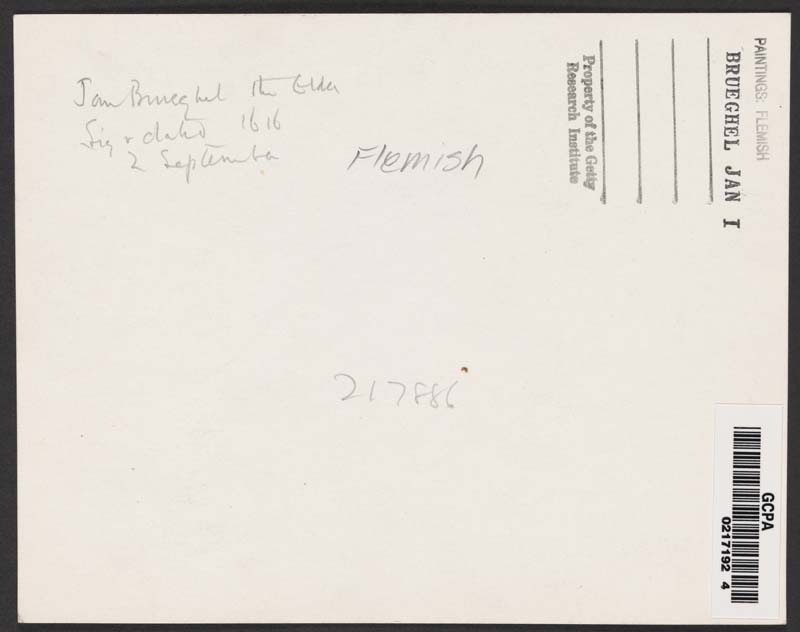 Jan Brueghel the Elder
Sig & dated 1616
2 September
Flemish
217886
PAINTINGS: FLEMISH
BRUEGHEL JAN I
Property of the Getty
Research Institute
GCPA
0217192 4